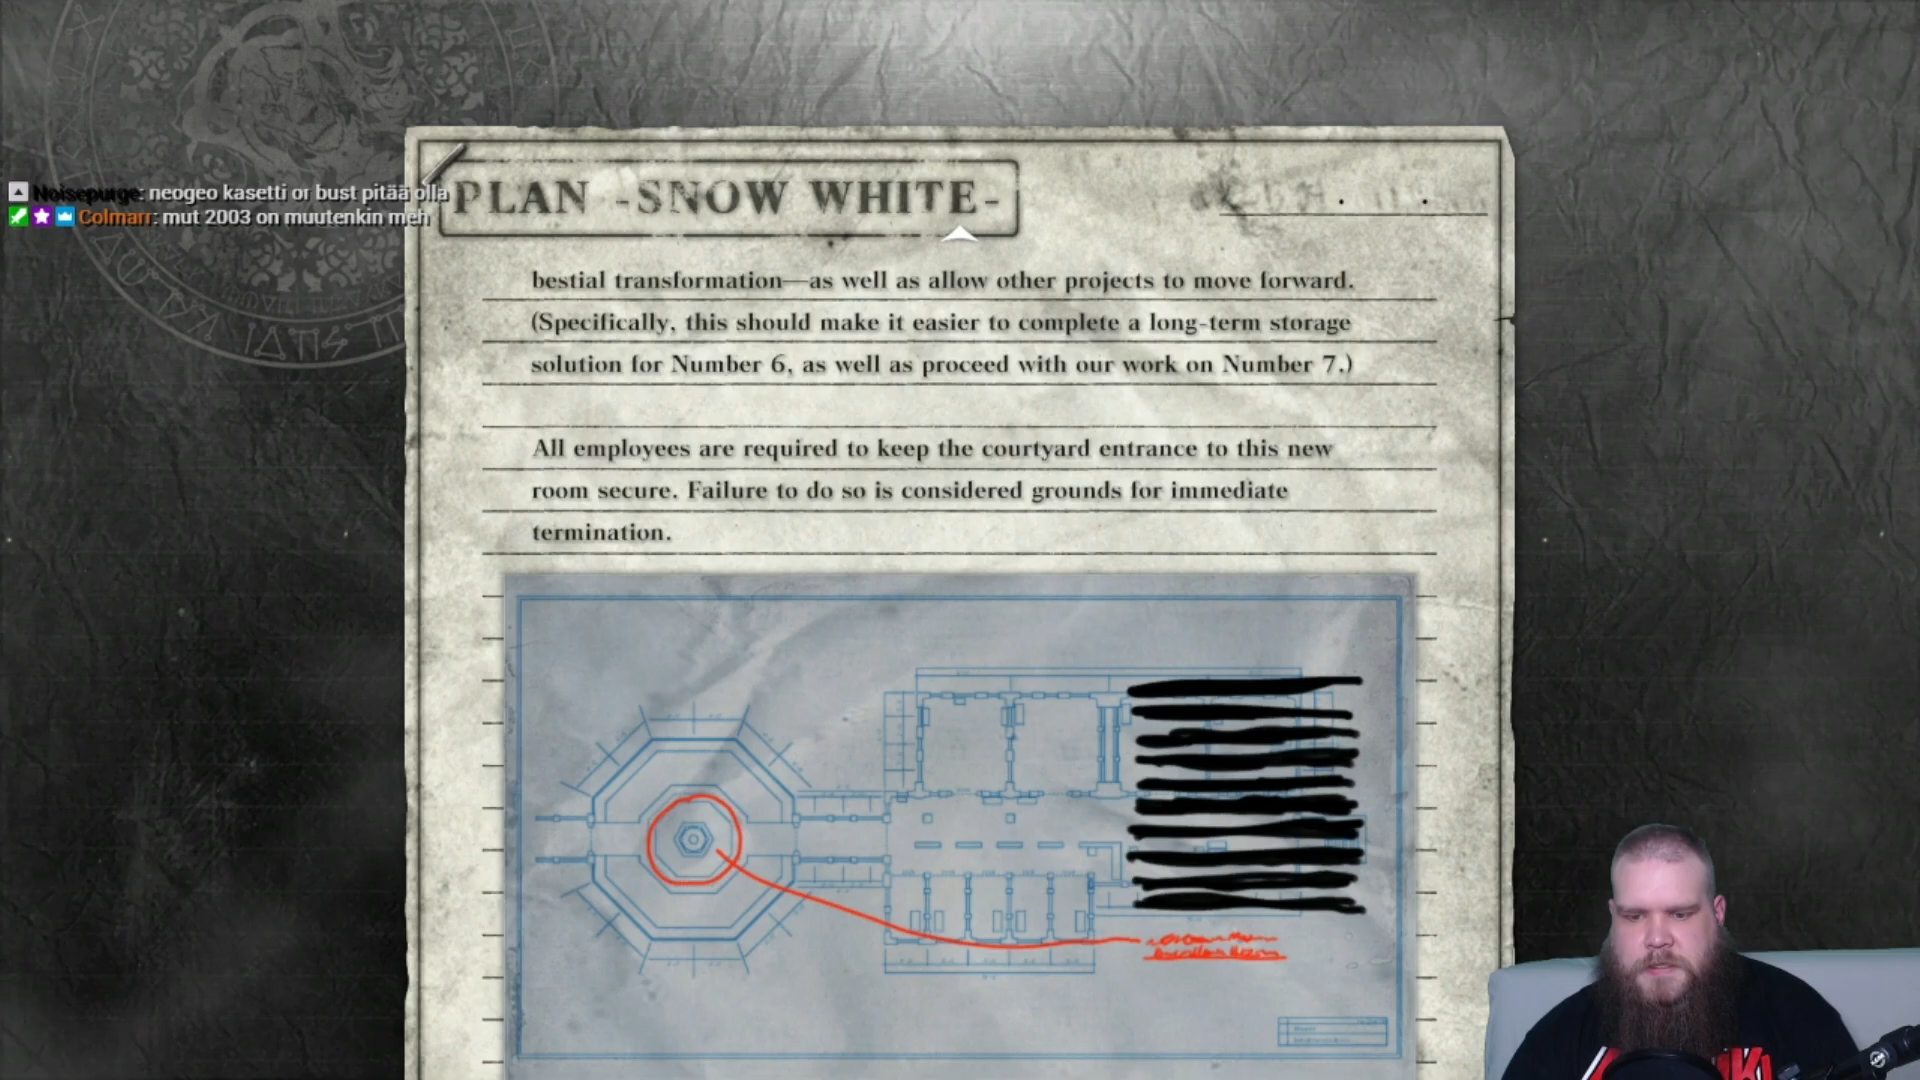 Noisepurge: neogeo kasetti or bust pitää olla
Colmarr: mut 2003 on muutenkin meh
PLAN -SNOW WHITE-
bestial transformation—as well as allow other projects to move forward.
(Specifically, this should make it easier to complete a long-term storage
solution for Number 6, as well as proceed with our work on Number 7.)
All employees are required to keep the courtyard entrance to this new
room secure. Failure to do so is considered grounds for immediate
termination.